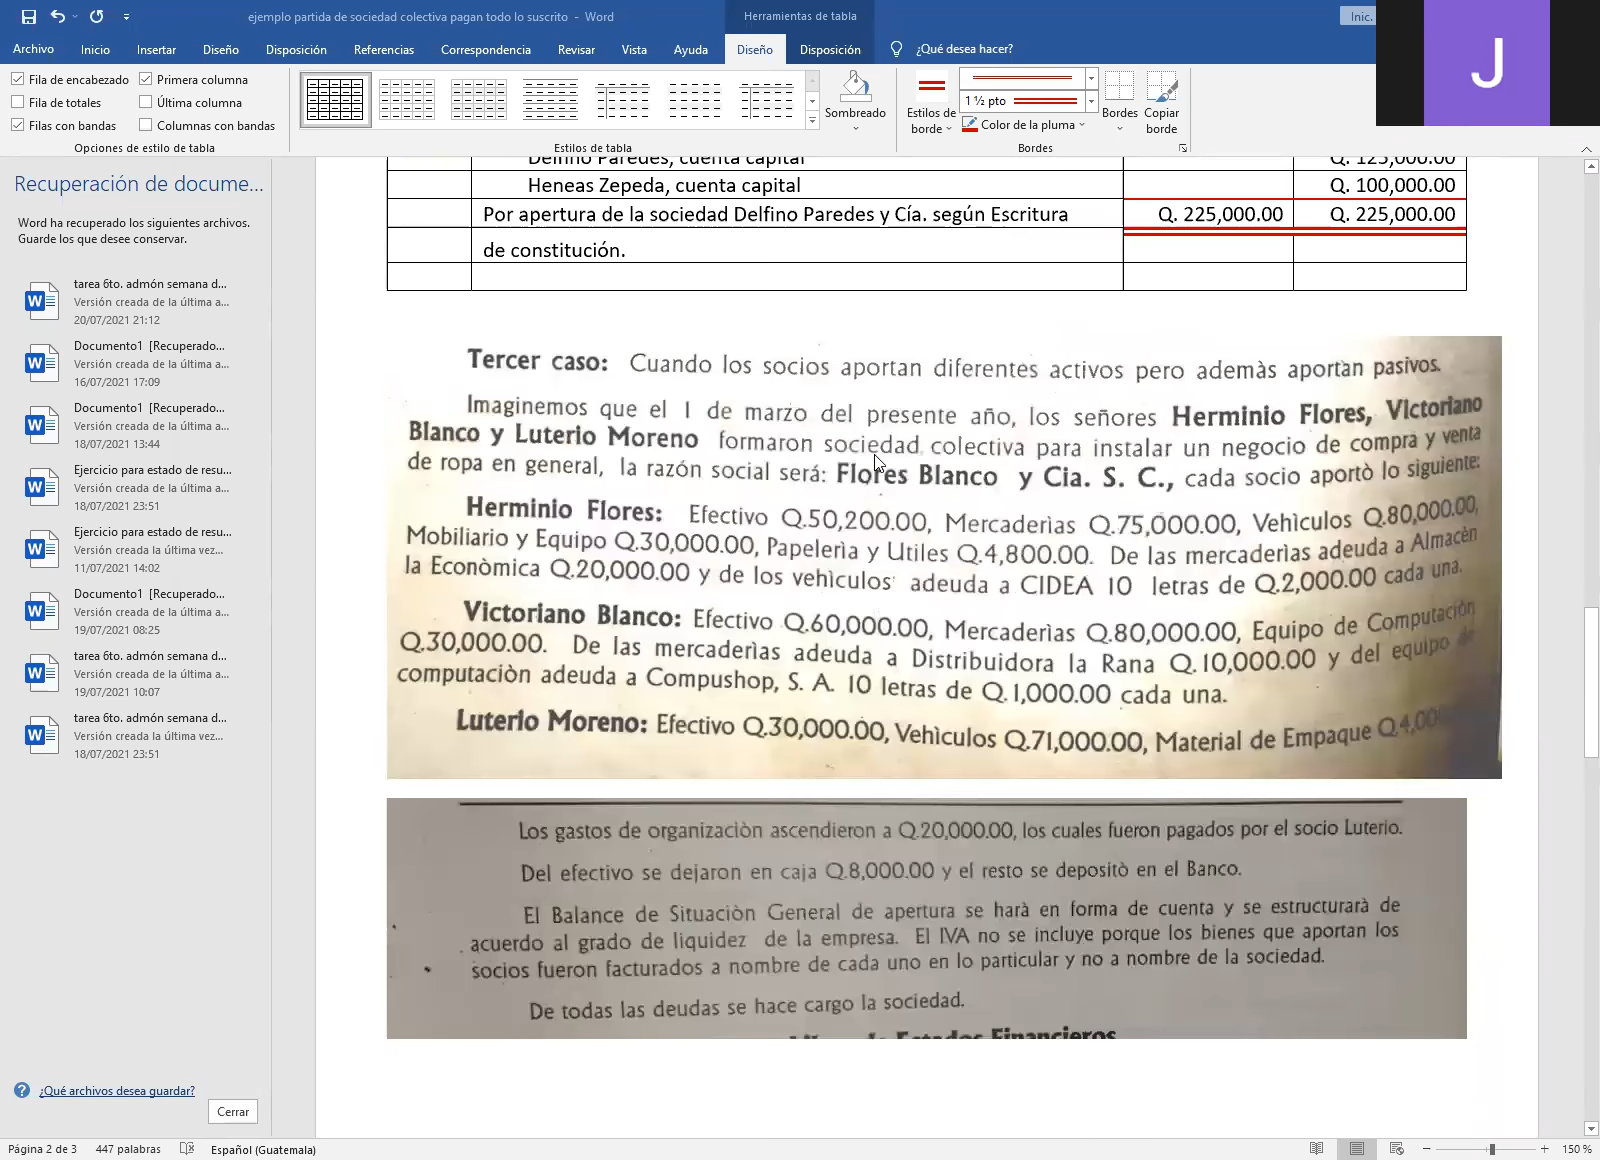 ejemplo partida de sociedad colectiva pagan todo lo suscrito - Word
Herramientas de tabla
Inic.
Archivo Inicio Insertar Diseño Disposición Referencias Correspondencia Revisar Vista Ayuda Diseño Disposición ¿Qué desea hacer?
J
Fila de encabezado Primera columna
Fila de totales Última columna
Filas con bandas Columnas con bandas
Opciones de estilo de tabla
Estilos de tabla
Sombreado
Estilos de borde
1 ½ pto
Color de la pluma
Bordes
Copiar borde
Bordes
Recuperación de docume...
Word ha recuperado los siguientes archivos.
Guarde los que desee conservar.
tarea 6to. admón semana d...
Versión creada de la última a...
20/07/2021 21:12
Documento1 [Recuperado...
Versión creada de la última a...
16/07/2021 17:09
Documento1 [Recuperado...
Versión creada de la última a...
18/07/2021 13:44
Ejercicio para estado de resu...
Versión creada de la última a...
18/07/2021 23:51
Ejercicio para estado de resu...
Versión creada la última vez...
11/07/2021 14:02
Documento1 [Recuperado...
Versión creada de la última a...
19/07/2021 08:25
tarea 6to. admón semana d...
Versión creada de la última a...
19/07/2021 10:07
tarea 6to. admón semana d...
Versión creada la última vez...
18/07/2021 23:51
¿Qué archivos desea guardar?
Cerrar
Delfino Paredes, cuenta capital Q. 125,000.00
Heneas Zepeda, cuenta capital Q. 100,000.00
Por apertura de la sociedad Delfino Paredes y Cía. según Escritura Q. 225,000.00 Q. 225,000.00
de constitución.
Tercer caso: Cuando los socios aportan diferentes activos pero ademàs aportan pasivos.
Imaginemos que el 1 de marzo del presente año, los señores Herminio Flores, Victoriano
Blanco y Luterio Moreno formaron sociedad colectiva para instalar un negocio de compra y venta
de ropa en general, la razón social será: Flores Blanco y Cia. S. C., cada socio aportò lo siguiente:
Herminio Flores: Efectivo Q.50,200.00, Mercaderìas Q.75,000.00, Vehìculos Q.80,000.00,
Mobiliario y Equipo Q.30,000.00, Papelerìa y Utiles Q.4,800.00. De las mercaderìas adeuda a Almacèn
la Econòmica Q.20,000.00 y de los vehìculos adeuda a CIDEA 10 letras de Q.2,000.00 cada una.
Victoriano Blanco: Efectivo Q.60,000.00, Mercaderìas Q.80,000.00, Equipo de Computaciòn
Q.30,000.00. De las mercaderìas adeuda a Distribuidora la Rana Q.10,000.00 y del equipo de
computaciòn adeuda a Compushop, S. A. 10 letras de Q.1,000.00 cada una.
Luterio Moreno: Efectivo Q.30,000.00, Vehìculos Q.71,000.00, Material de Empaque
Los gastos de organizaciòn ascendieron a Q.20,000.00, los cuales fueron pagados por el socio Luterio.
Del efectivo se dejaron en caja Q.8,000.00 y el resto se depositò en el Banco.
El Balance de Situaciòn General de apertura se harà en forma de cuenta y se estructurarà de
acuerdo al grado de liquidez de la empresa. El IVA no se incluye porque los bienes que aportan los
socios fueron facturados a nombre de cada uno en lo particular y no a nombre de la sociedad.
De todas las deudas se hace cargo la sociedad.
de Estados Financieros
Página 2 de 3 447 palabras Español (Guatemala) 150 %